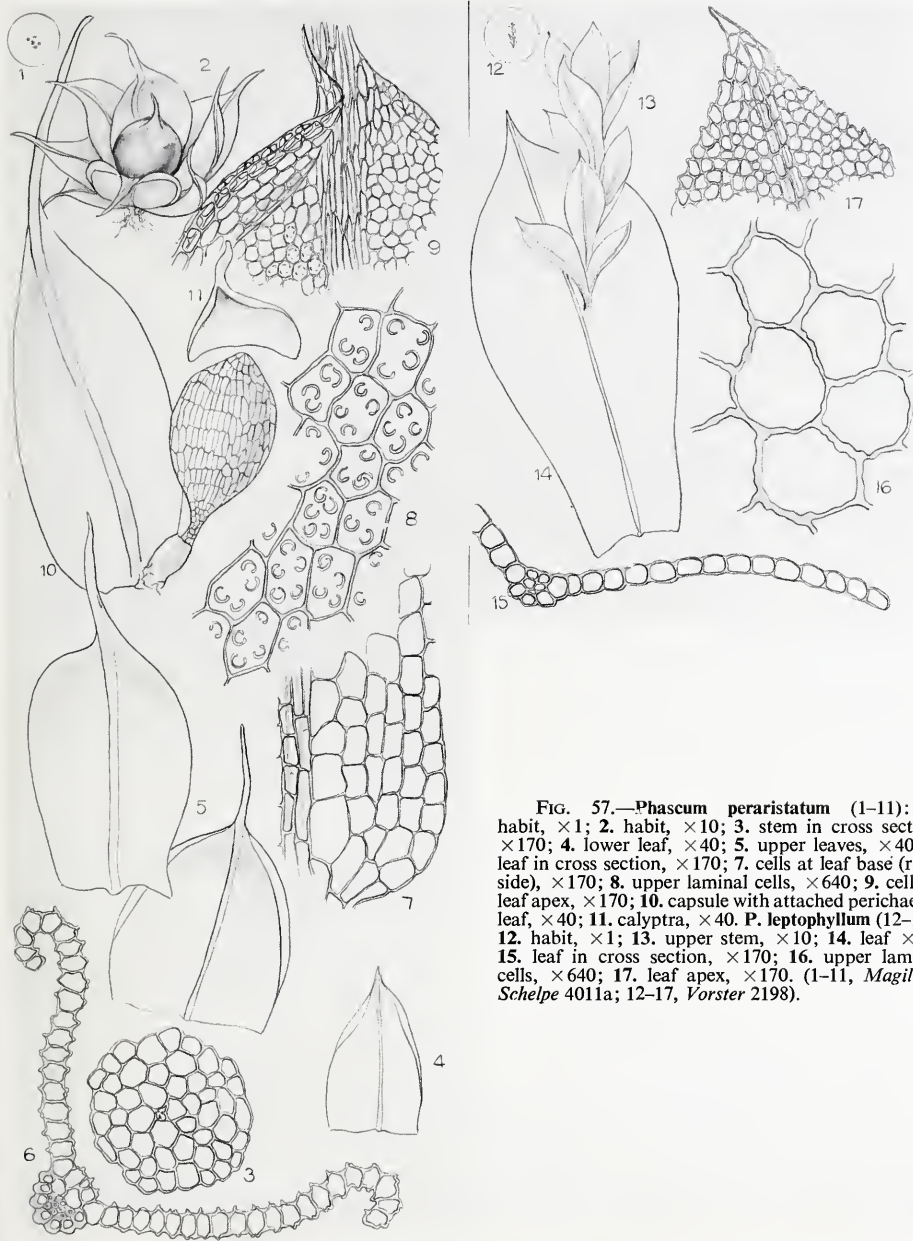 1
2
9
11
8
10
5
7
4
6
3
12
13
17
16
14
15
FIG. 57.—Phascum peraristatum (1–11):
habit, ×1; 2. habit, ×10; 3. stem in cross sect
×170; 4. lower leaf, ×40; 5. upper leaves, ×40
leaf in cross section, ×170; 7. cells at leaf base (r
side), ×170; 8. upper laminal cells, ×640; 9. cell
leaf apex, ×170; 10. capsule with attached perichae
leaf, ×40; 11. calyptra, ×40. P. leptophyllum (12–
12. habit, ×1; 13. upper stem, ×10; 14. leaf ×
15. leaf in cross section, ×170; 16. upper lam
cells, ×640; 17. leaf apex, ×170. (1–11, Magil
Schelpe 4011a; 12–17, Vorster 2198).